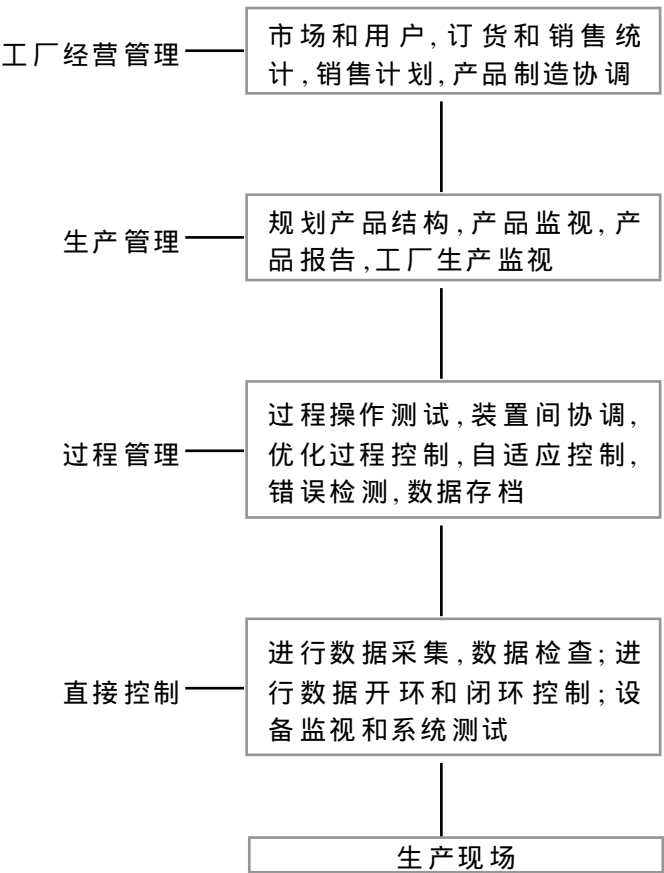 工厂经营管理
市场和用户,订货和销售统
计,销售计划,产品制造协调
生产管理
规划产品结构,产品监视,产
品报告,工厂生产监视
过程管理
过程操作测试,装置间协调,
优化过程控制,自适应控制,
错误检测,数据存档
直接控制
进行数据采集,数据检查;进
行数据开环和闭环控制;设
备监视和系统测试
生产现场